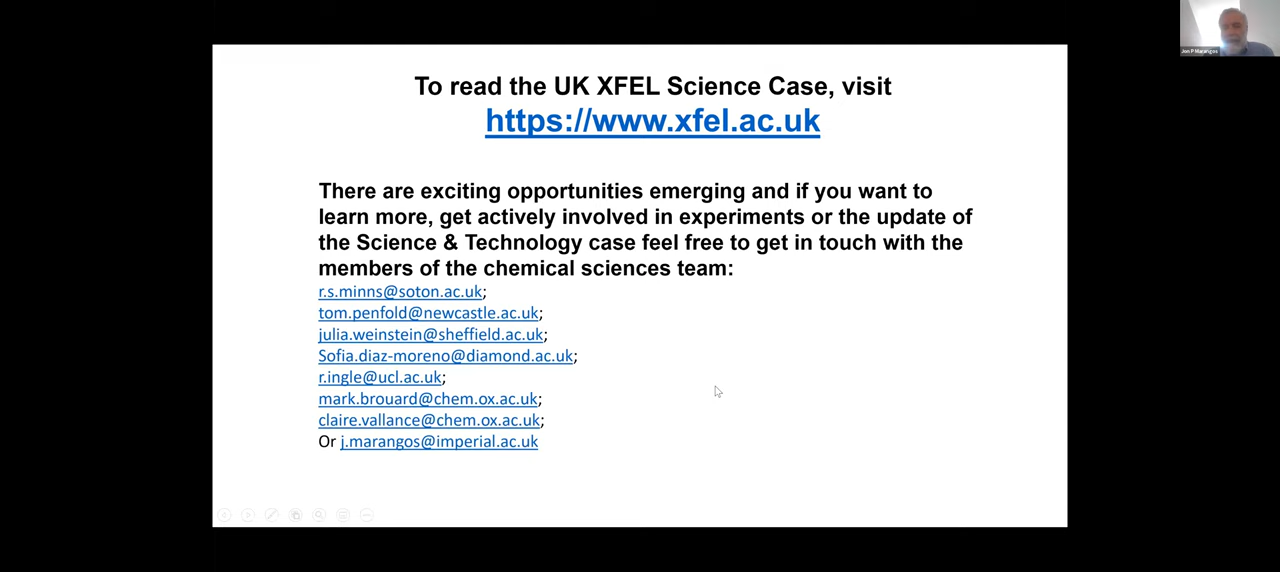 Jon P Marangos
To read the UK XFEL Science Case, visit
https://www.xfel.ac.uk
There are exciting opportunities emerging and if you want to
learn more, get actively involved in experiments or the update of
the Science & Technology case feel free to get in touch with the
members of the chemical sciences team:
r.s.minns@soton.ac.uk;
tom.penfold@newcastle.ac.uk;
julia.weinstein@sheffield.ac.uk;
Sofia.diaz-moreno@diamond.ac.uk;
r.ingle@ucl.ac.uk;
mark.brouard@chem.ox.ac.uk;
claire.vallance@chem.ox.ac.uk;
Or j.marangos@imperial.ac.uk